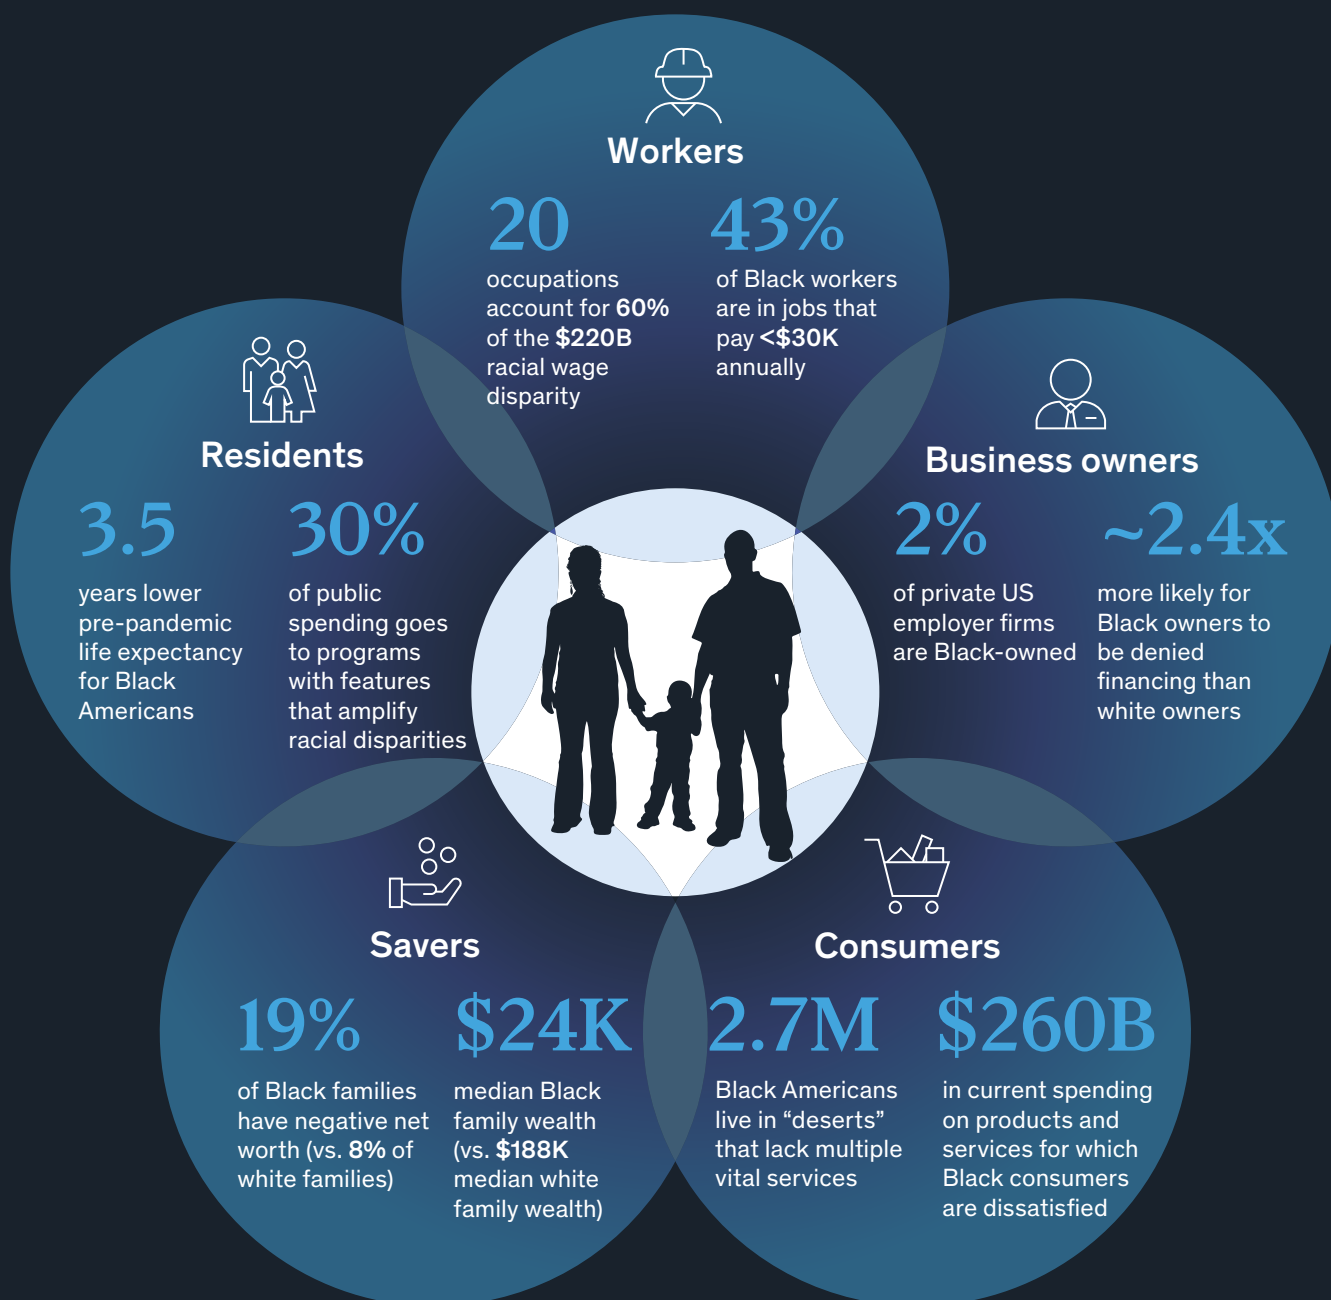 Workers
20
occupations
account for 60%
of the $220B
racial wage
disparity
43%
of Black workers
are in jobs that
pay <$30K
annually
Residents
3.5
years lower
pre-pandemic
life expectancy
for Black
Americans
30%
of public
spending goes
to programs
with features
that amplify
racial disparities
Business owners
2%
of private US
employer firms
are Black-owned
~2.4x
more likely for
Black owners to
be denied
financing than
white owners
Savers
19%
of Black families
have negative net
worth (vs. 8% of
white families)
$24K
median Black
family wealth
(vs. $188K
median white
family wealth)
Consumers
2.7M
Black Americans
live in “deserts”
that lack multiple
vital services
$260B
in current spending
on products and
services for which
Black consumers
are dissatisfied